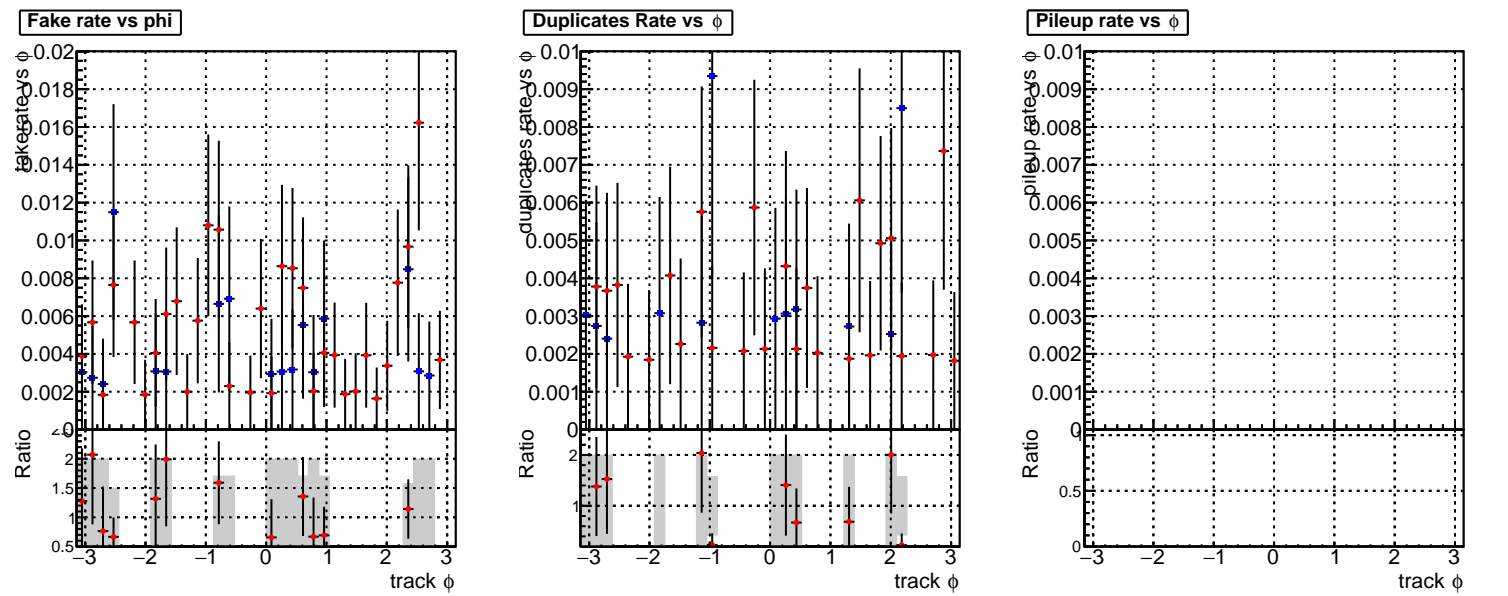 Fake rate vs phi
fakerate vs ϕ
0.02
0.018
0.016
0.014
0.012
0.01
0.008
0.006
0.004
0.002
0
Ratio
2
1.5
1
0.5
−3 −2 −1 0 1 2 3
track ϕ
Duplicates Rate vs ϕ
duplicates rate vs ϕ
0.01
0.009
0.008
0.007
0.006
0.005
0.004
0.003
0.002
0.001
0
Ratio
2
1
−3 −2 −1 0 1 2 3
track ϕ
Pileup rate vs ϕ
pileup rate vs ϕ
0.01
0.009
0.008
0.007
0.006
0.005
0.004
0.003
0.002
0.001
0
Ratio
0.5
0
−3 −2 −1 0 1 2 3
track ϕ